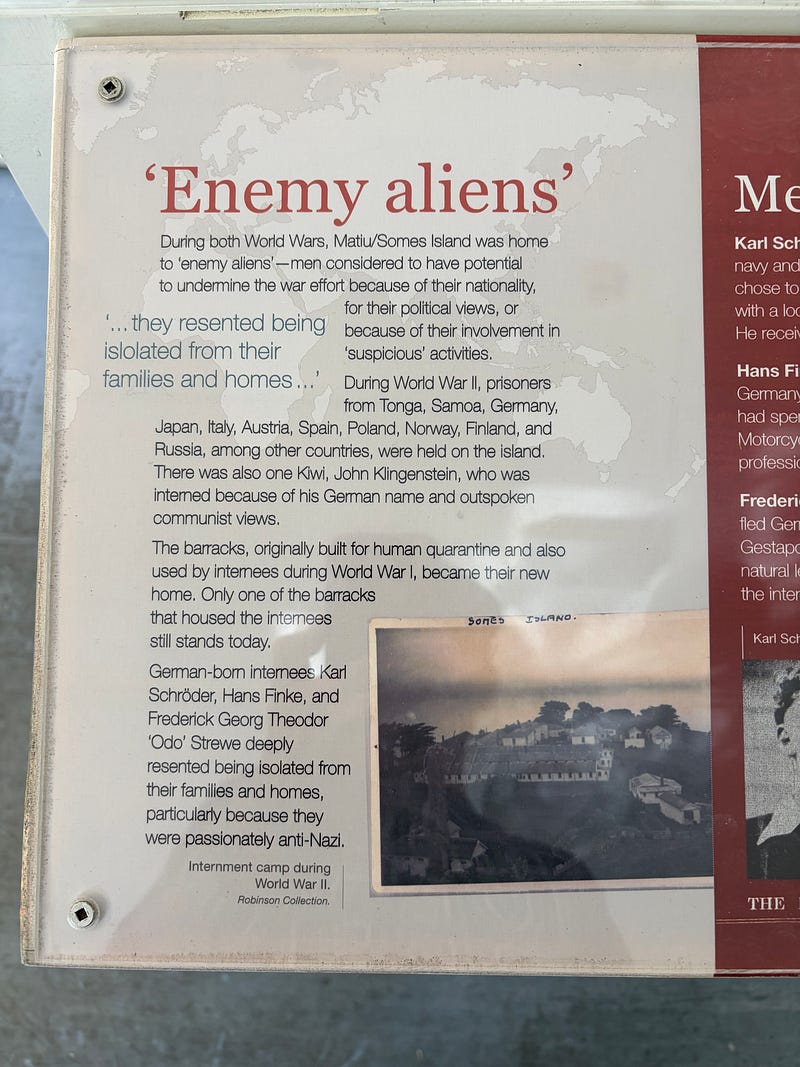 ‘Enemy aliens’
During both World Wars, Matiu/Somes Island was home
to ‘enemy aliens’—men considered to have potential
to undermine the war effort because of their nationality,
for their political views, or
because of their involvement in
‘suspicious’ activities.
‘...they resented being
islolated from their
families and homes...’
During World War II, prisoners
from Tonga, Samoa, Germany,
Japan, Italy, Austria, Spain, Poland, Norway, Finland, and
Russia, among other countries, were held on the island.
There was also one Kiwi, John Klingenstein, who was
interned because of his German name and outspoken
communist views.
The barracks, originally built for human quarantine and also
used by internees during World War I, became their new
home. Only one of the barracks
that housed the internees
still stands today.
German-born internees Karl
Schröder, Hans Finke, and
Frederick Georg Theodor
‘Odo’ Strewe deeply
resented being isolated from
their families and homes,
particularly because they
were passionately anti-Nazi.
SOMES ISLAND.
Internment camp during
World War II.
Robinson Collection.
Me
Karl Sch
navy and
chose to
with a loc
He recei
Hans Fi
Germany
had spe
Motorcy
professi
Frederi
fled Ger
Gestapo
natural le
the inter
Karl Sch
THE